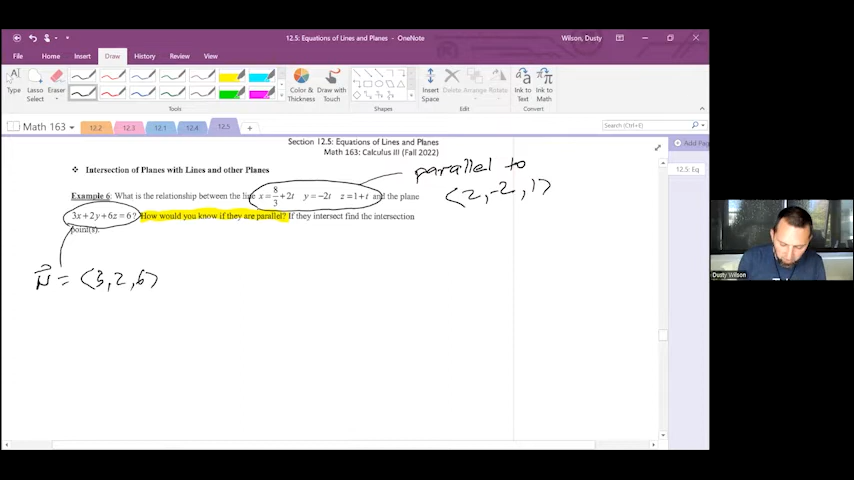 12.5: Equations of Lines and Planes - OneNote
Wilson, Dusty
File Home Insert Draw History Review View
Type
Lasso Select
Eraser
Color & Thickness
Draw with Touch
Insert Space
Delete
Arrange
Rotate
Ink to Text
Ink to Math
Tools
Shapes
Edit
Convert
Math 163
12.2 12.3 12.1 12.4 12.5 +
Search (Ctrl+E)
Add Page
12.5: Eq
Section 12.5: Equations of Lines and Planes
Math 163: Calculus III (Fall 2022)
❖ Intersection of Planes with Lines and other Planes
parallel to
⟨2, -2, 1⟩
Example 6: What is the relationship between the line x = 8/3 + 2t y = -2t z = 1 + t and the plane
3x + 2y + 6z = 6? How would you know if they are parallel? If they intersect find the intersection
point(s).
N⃗ = ⟨3, 2, 6⟩
Dusty Wilson